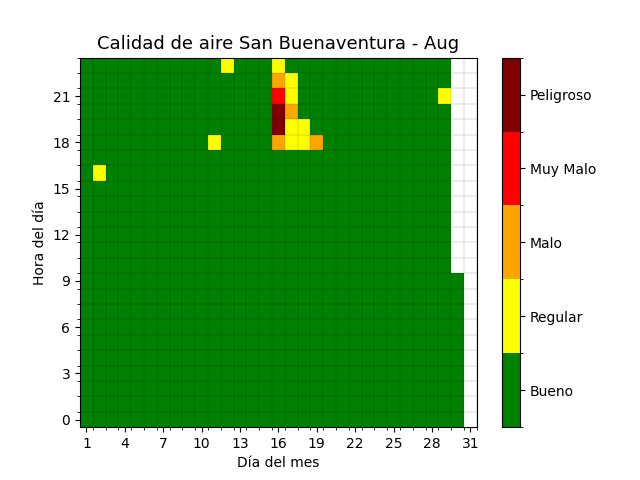 Calidad de aire San Buenaventura - Aug
Hora del día
21
18
15
12
9
6
3
0
1 4 7 10 13 16 19 22 25 28 31
Día del mes
Peligroso
Muy Malo
Malo
Regular
Bueno